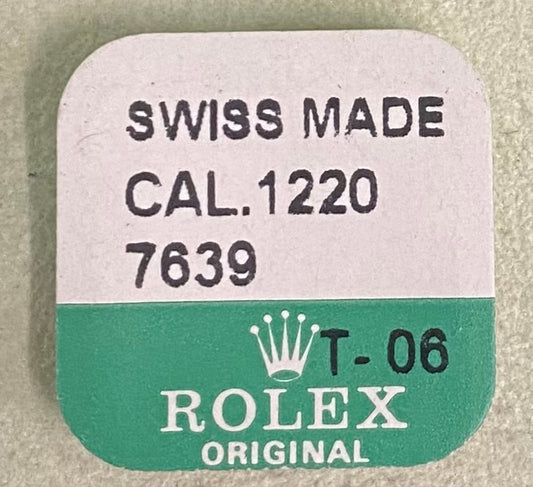 SWISS MADE
CAL.1220
7639
T- 06
ROLEX
ORIGINAL